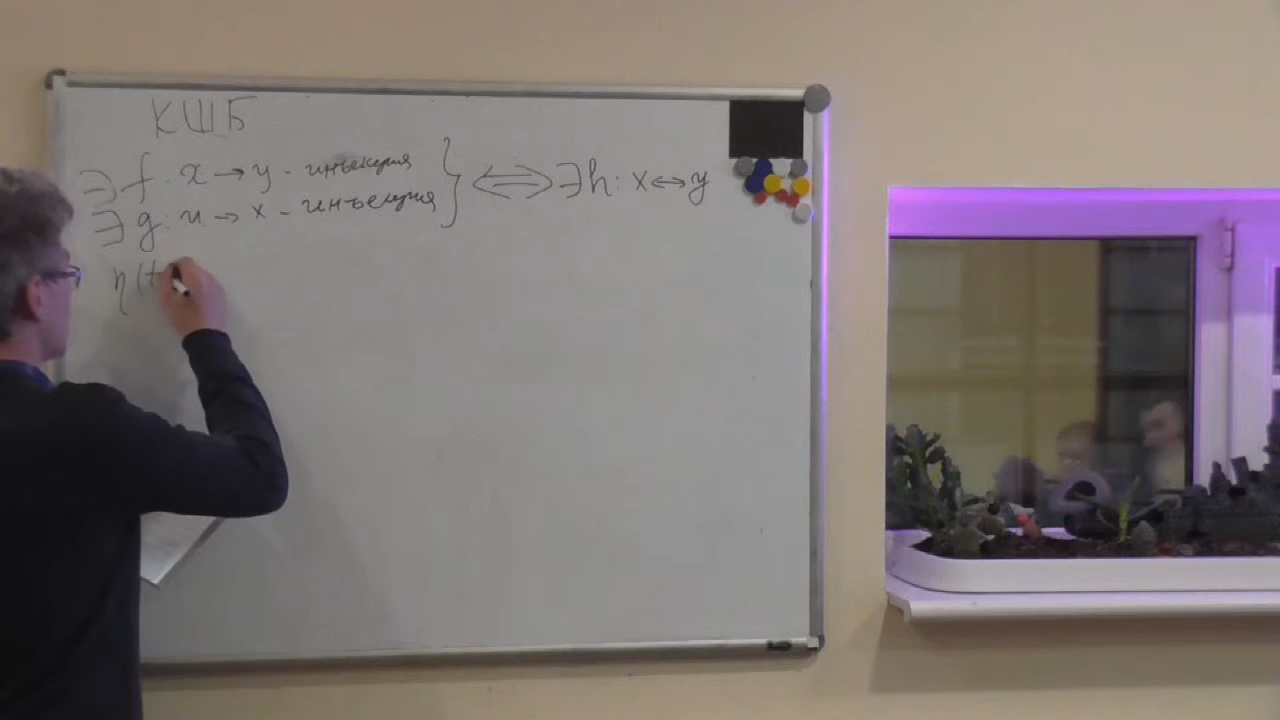 КШБ
∃ f: x → y - инъекция } ⟺ ∃ h: x ↔ y
∃ g: y → x - инъекция
η(t